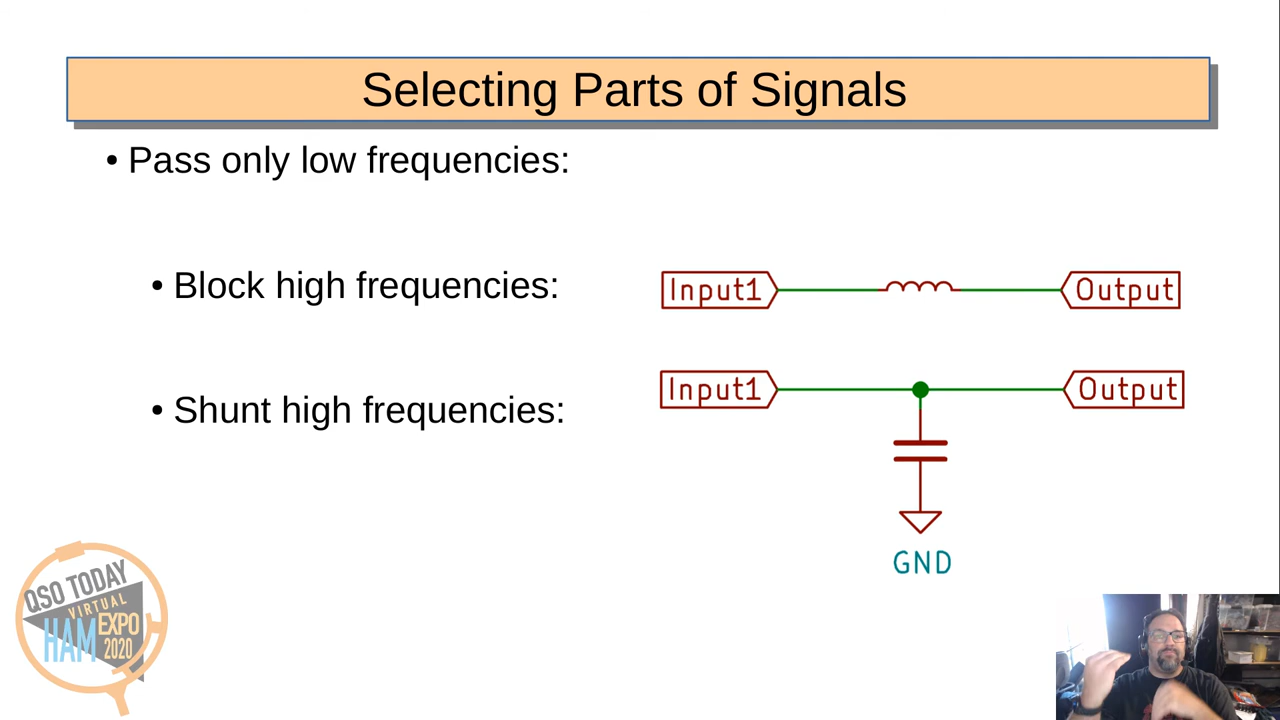 Selecting Parts of Signals
• Pass only low frequencies:
• Block high frequencies:
Input1
Output
• Shunt high frequencies:
Input1
Output
GND
QSO TODAY
VIRTUAL
HAM EXPO
2020